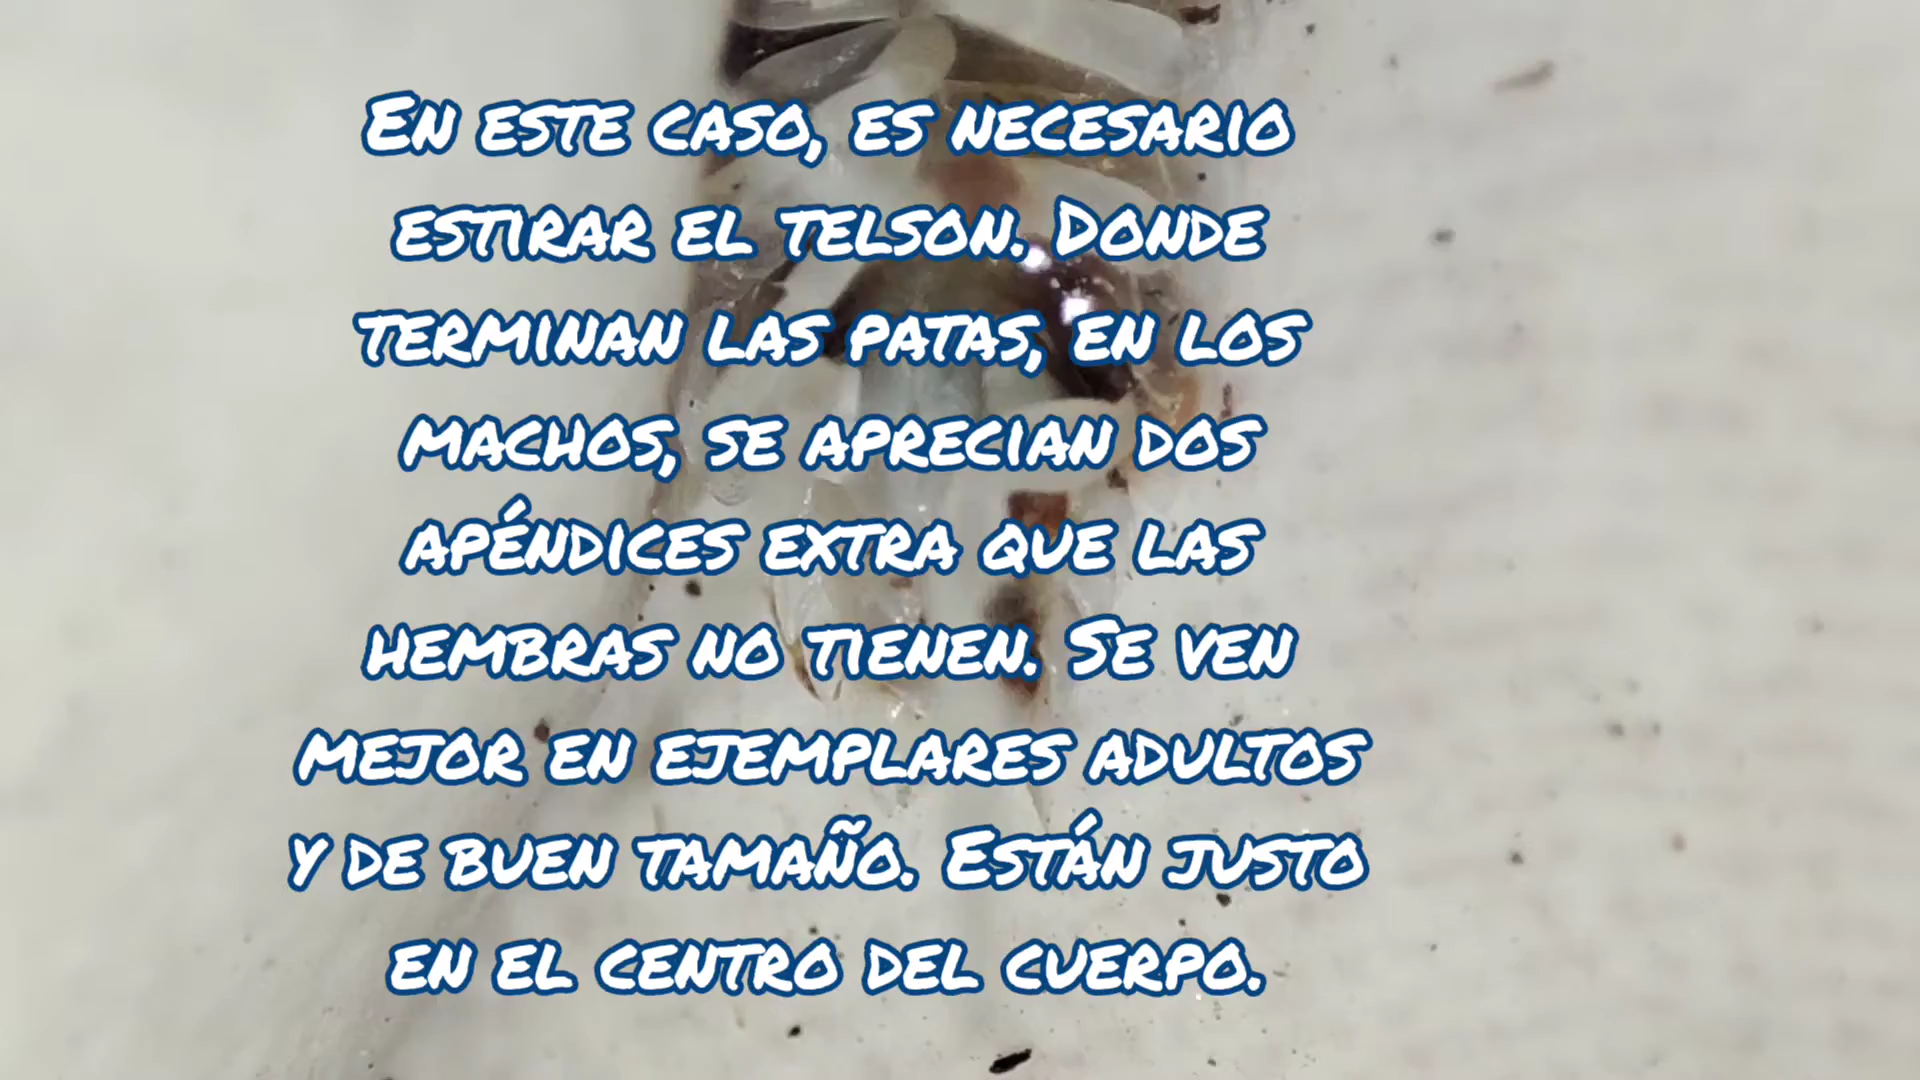 En este caso, es necesario
estirar el telson. Donde
terminan las patas, en los
machos, se aprecian dos
apéndices extra que las
hembras no tienen. Se ven
mejor en ejemplares adultos
y de buen tamaño. Están justo
en el centro del cuerpo.